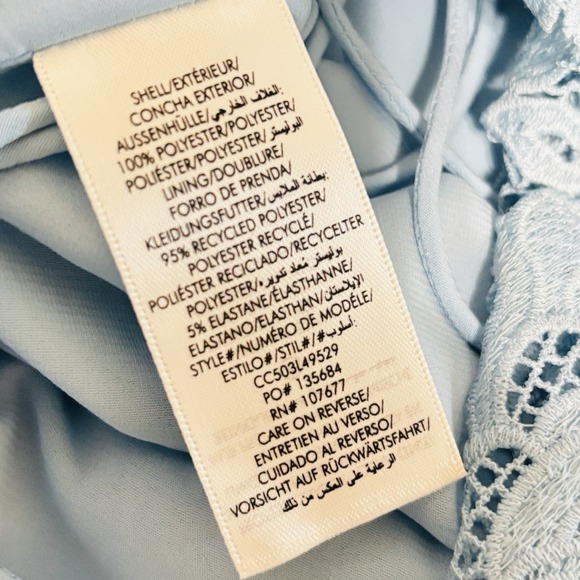 SHELL/EXTÉRIEUR/
CONCHA EXTERIOR/
AUSSENHÜLLE/الغلاف الخارجي:
100% POLYESTER/POLYESTER/
POLIÉSTER/POLYESTER/البوليستر
LINING/DOUBLURE/
FORRO DE PRENDA/
KLEIDUNGSFUTTER/بطانة الملابس:
95% RECYCLED POLYESTER/
POLYESTER RECYCLÉ/
POLIÉSTER RECICLADO/RECYCELTER
POLYESTER/بوليستر معاد تدويره
5% ELASTANE/ÉLASTHANNE/
ELASTANO/ELASTHAN/الإيلاستان
STYLE#/NUMÉRO DE MODÈLE/
ESTILO#/STIL#/أسلوب#:
CC503L49529
PO# 135684
RN# 107677
CARE ON REVERSE/
ENTRETIEN AU VERSO/
CUIDADO AL REVERSO/
VORSICHT AUF RÜCKWÄRTSFAHRT/
الرعاية على العكس من ذلك